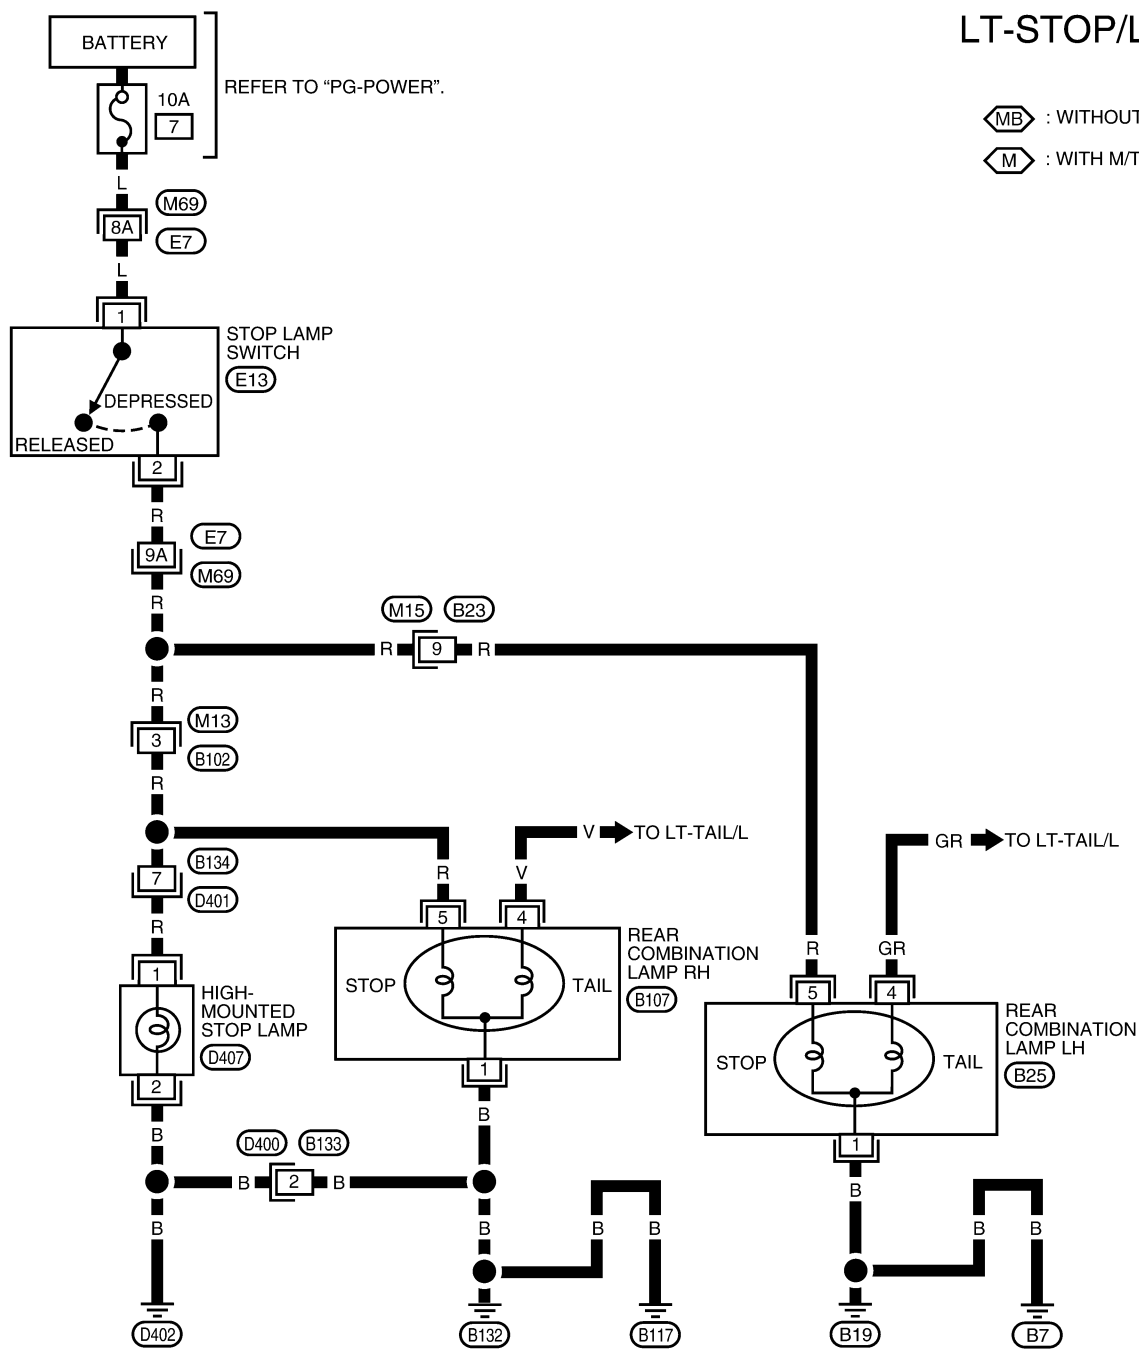 LT-STOP/L
BATTERY
REFER TO “PG-POWER”.
10A
7
MB : WITHOUT
M : WITH M/T
L
M69
8A
E7
L
1
STOP LAMP
SWITCH
E13
DEPRESSED
RELEASED
2
R
E7
9A
M69
R
M15 B23
R 9 R
R
M13
3
B102
R
V TO LT-TAIL/L
GR TO LT-TAIL/L
B134
7
D401
R V
R
5 4
REAR
COMBINATION
LAMP RH
B107
STOP TAIL
1
R GR
5 4
REAR
COMBINATION
LAMP LH
B25
STOP TAIL
1
1
HIGH-
MOUNTED
STOP LAMP
D407
2
B
B
D400 B133
B 2 B
B
B
B
B
B
B
B
B
D402
B132
B117
B19
B7